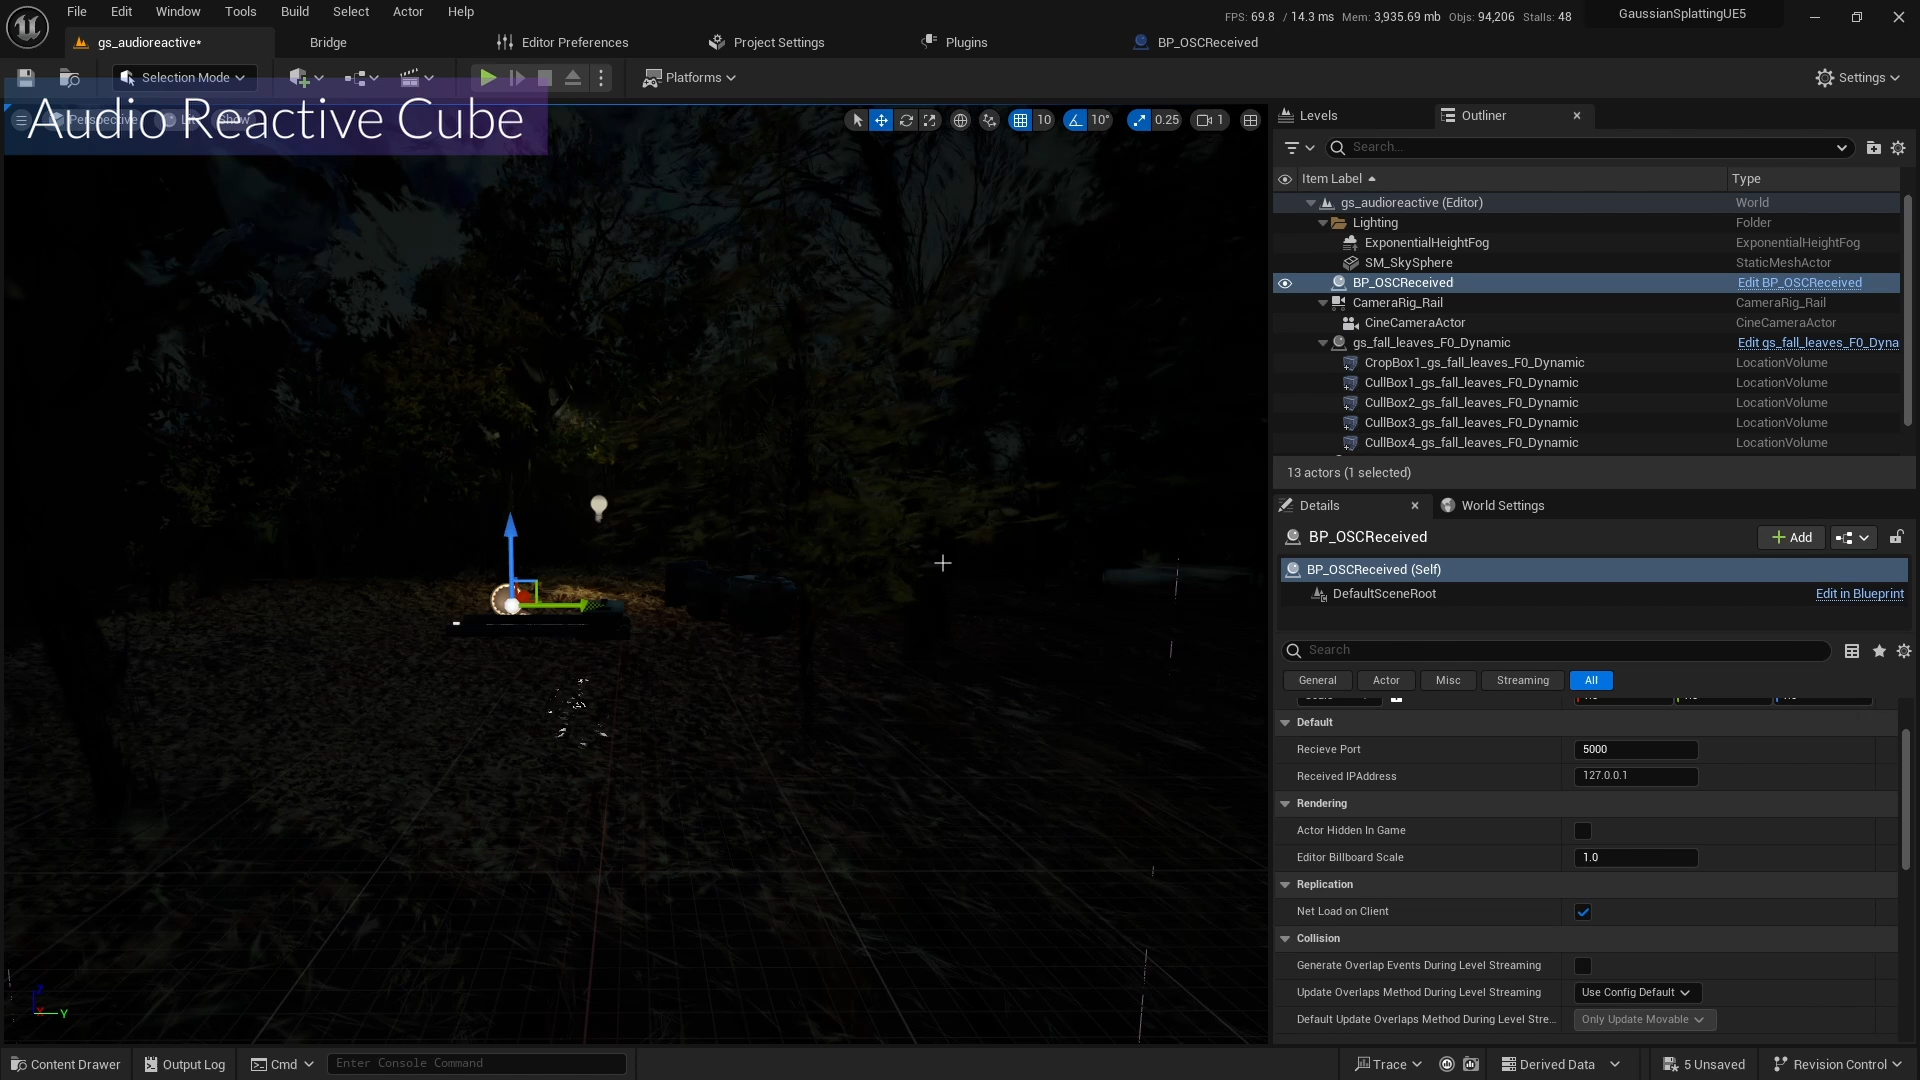 File Edit Window Tools Build Select Actor Help
FPS: 69.8 / 14.3 ms Mem: 3,935.69 mb Objs: 94,206 Stalls: 48
GaussianSplattingUE5
gs_audioreactive*
Bridge
Editor Preferences
Project Settings
Plugins
BP_OSCReceived
Selection Mode
Platforms
Settings
Audio Reactive Cube
Perspective Lit Show
10 10° 0.25 1
Levels
Outliner
Search...
Item Label Type
gs_audioreactive (Editor) World
Lighting Folder
ExponentialHeightFog ExponentialHeightFog
SM_SkySphere StaticMeshActor
BP_OSCReceived Edit BP_OSCReceived
CameraRig_Rail CameraRig_Rail
CineCameraActor CineCameraActor
gs_fall_leaves_F0_Dynamic Edit gs_fall_leaves_F0_Dyna
CropBox1_gs_fall_leaves_F0_Dynamic LocationVolume
CullBox1_gs_fall_leaves_F0_Dynamic LocationVolume
CullBox2_gs_fall_leaves_F0_Dynamic LocationVolume
CullBox3_gs_fall_leaves_F0_Dynamic LocationVolume
CullBox4_gs_fall_leaves_F0_Dynamic LocationVolume
13 actors (1 selected)
Details
World Settings
BP_OSCReceived
Add
BP_OSCReceived (Self)
DefaultSceneRoot Edit in Blueprint
Search
General Actor Misc Streaming All
Default
Recieve Port 5000
Received IPAddress 127.0.0.1
Rendering
Actor Hidden In Game
Editor Billboard Scale 1.0
Replication
Net Load on Client
Collision
Generate Overlap Events During Level Streaming
Update Overlaps Method During Level Streaming Use Config Default
Default Update Overlaps Method During Level Stre... Only Update Movable
Z
X Y
Content Drawer
Output Log
Cmd
Enter Console Command
Trace
Derived Data
5 Unsaved
Revision Control